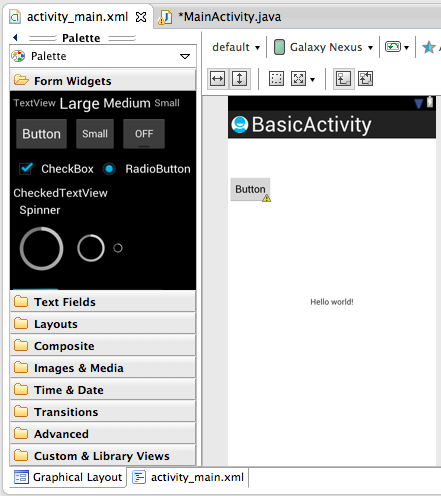 activity_main.xml *MainActivity.java
Palette
Palette
default Galaxy Nexus
Form Widgets
TextView Large Medium Small
Button Small OFF
CheckBox RadioButton
CheckedTextView
Spinner
Text Fields
Layouts
Composite
Images & Media
Time & Date
Transitions
Advanced
Custom & Library Views
BasicActivity
Button
Hello world!
Graphical Layout activity_main.xml